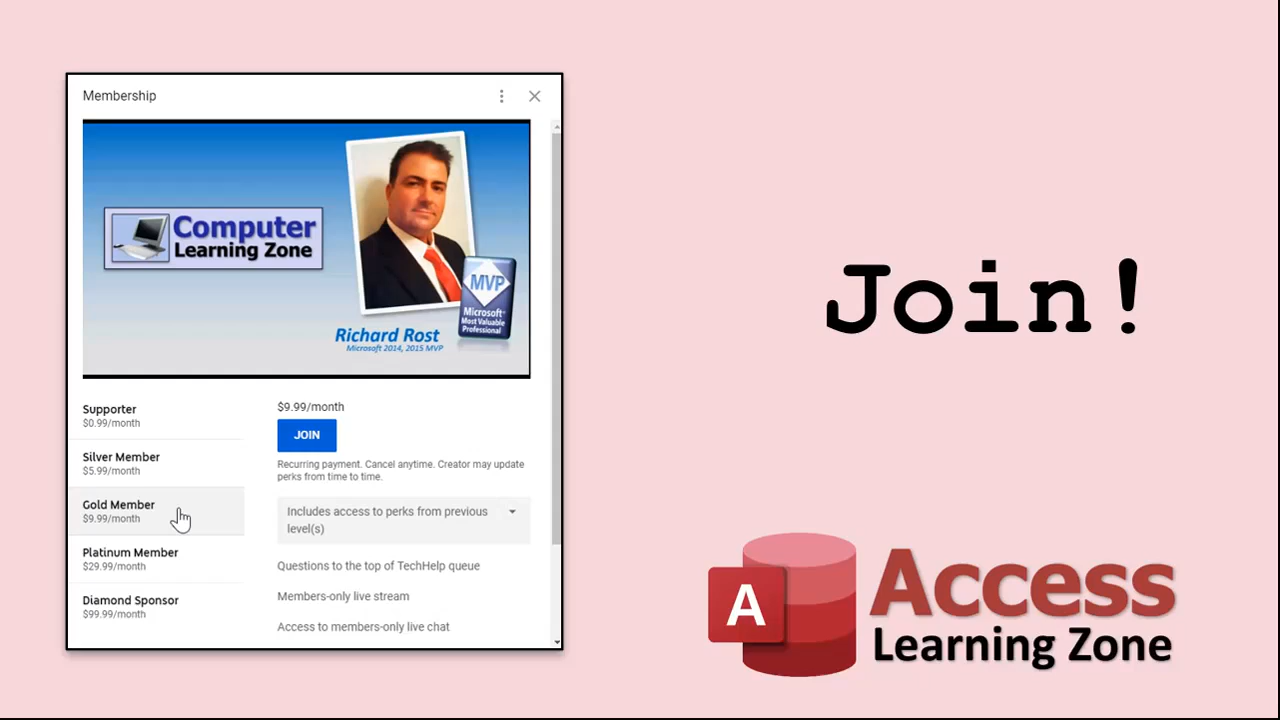 Membership
Computer
Learning Zone
MVP
Microsoft®
Most Valuable
Professional
Richard Rost
Microsoft 2014, 2015 MVP
Supporter
$0.99/month
Silver Member
$5.99/month
Gold Member
$9.99/month
Platinum Member
$29.99/month
Diamond Sponsor
$99.99/month
$9.99/month
JOIN
Recurring payment. Cancel anytime. Creator may update
perks from time to time.
Includes access to perks from previous
level(s)
Questions to the top of TechHelp queue
Members-only live stream
Access to members-only live chat
Join!
A
Access
Learning Zone